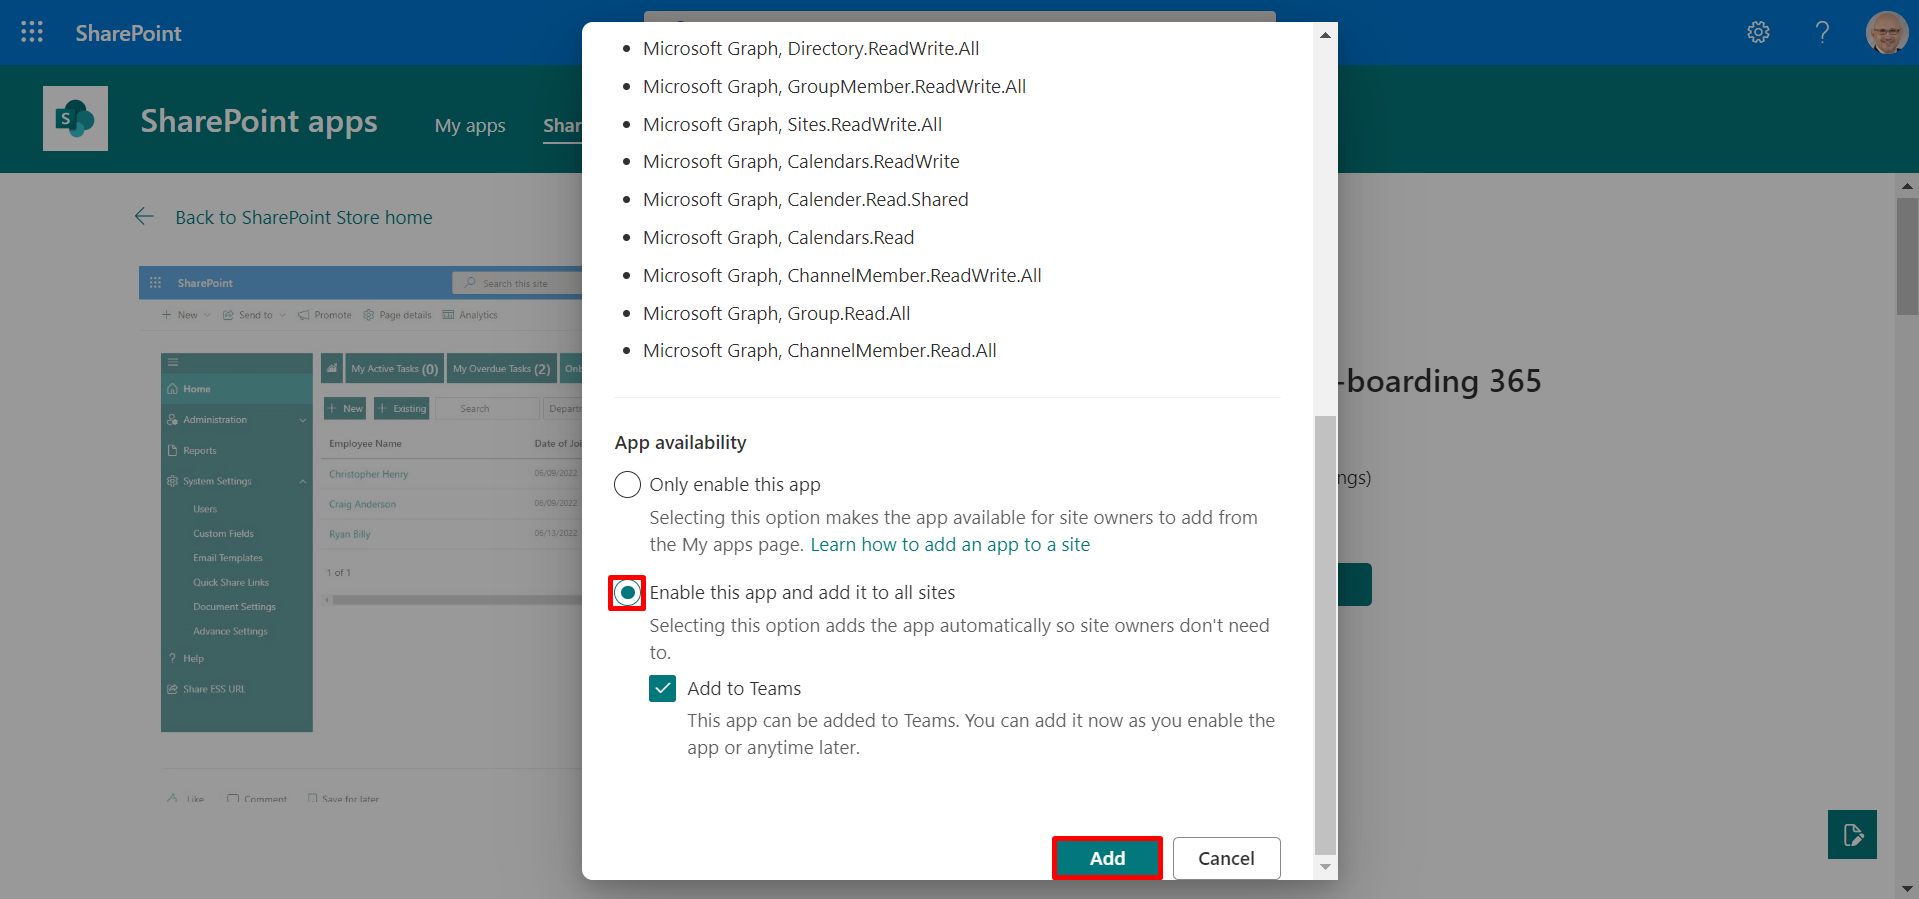 SharePoint
SharePoint apps
My apps
Shar
Back to SharePoint Store home
SharePoint
Search this site
New
Send to
Promote
Page details
Analytics
Home
Administration
Reports
System Settings
Users
Custom Fields
Email Templates
Quick Share Links
Document Settings
Advance Settings
Help
Share ESS URL
My Active Tasks (0)
My Overdue Tasks (2)
New
Existing
Search
Employee Name
Christopher Henry
06/09/2022
Craig Anderson
06/09/2022
Ryan Billy
06/13/2022
1 of 1
Like
Comment
Save for later
Microsoft Graph, Directory.ReadWrite.All
Microsoft Graph, GroupMember.ReadWrite.All
Microsoft Graph, Sites.ReadWrite.All
Microsoft Graph, Calendars.ReadWrite
Microsoft Graph, Calender.Read.Shared
Microsoft Graph, Calendars.Read
Microsoft Graph, ChannelMember.ReadWrite.All
Microsoft Graph, Group.Read.All
Microsoft Graph, ChannelMember.Read.All
App availability
Only enable this app
Selecting this option makes the app available for site owners to add from
the My apps page. Learn how to add an app to a site
Enable this app and add it to all sites
Selecting this option adds the app automatically so site owners don't need
to.
Add to Teams
This app can be added to Teams. You can add it now as you enable the
app or anytime later.
Add
Cancel
-boarding 365
ngs)